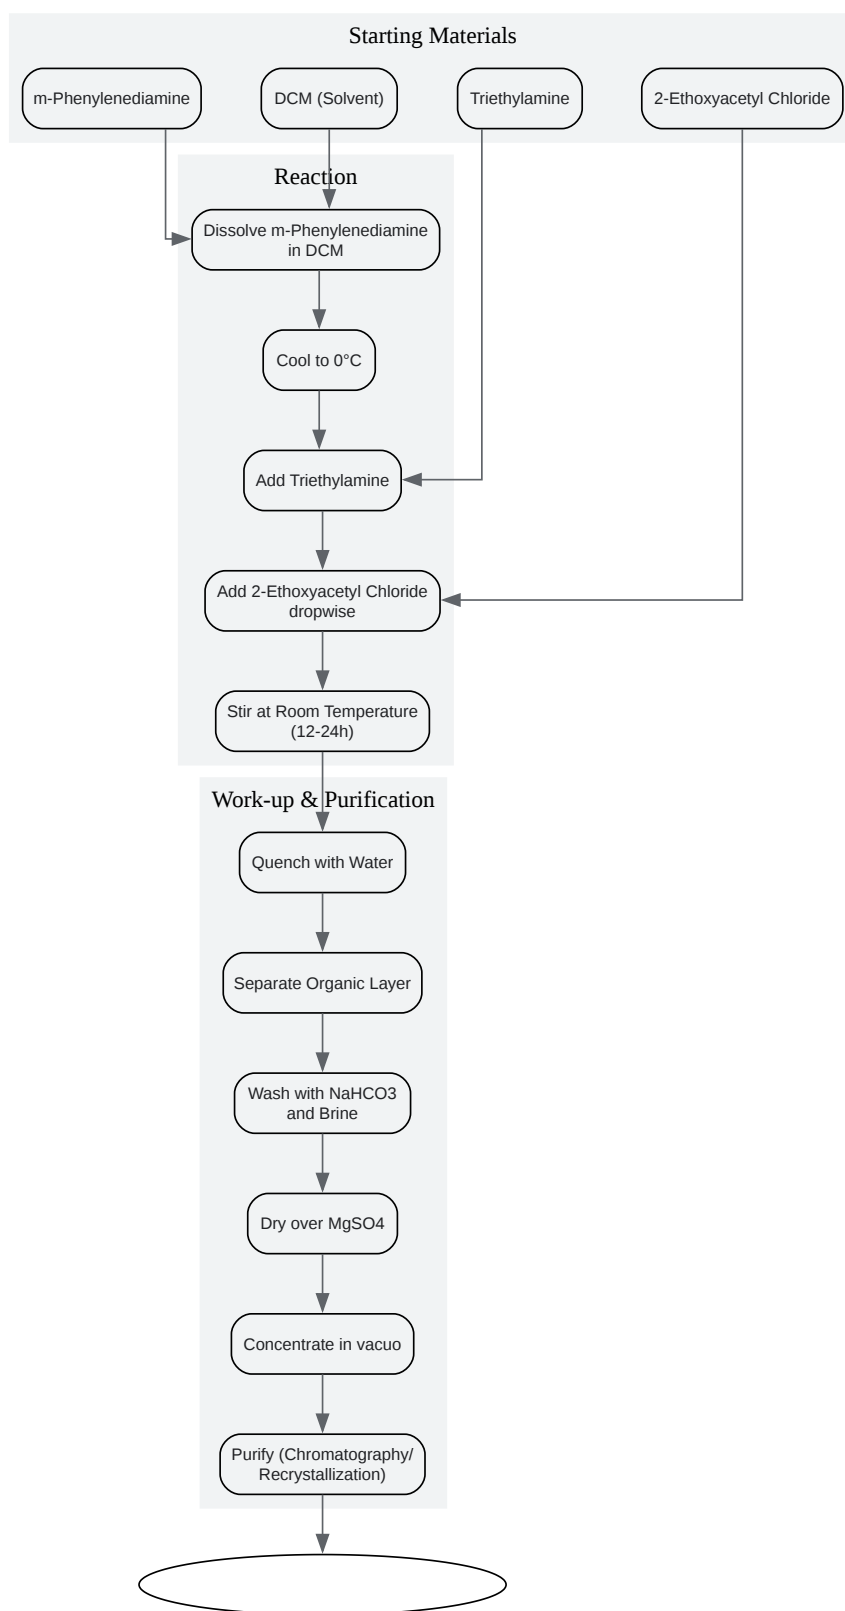 Starting Materials
m-Phenylenediamine
DCM (Solvent)
Triethylamine
2-Ethoxyacetyl Chloride
Reaction
Dissolve m-Phenylenediamine
in DCM
Cool to 0°C
Add Triethylamine
Add 2-Ethoxyacetyl Chloride
dropwise
Stir at Room Temperature
(12-24h)
Work-up & Purification
Quench with Water
Separate Organic Layer
Wash with NaHCO3
and Brine
Dry over MgSO4
Concentrate in vacuo
Purify (Chromatography/
Recrystallization)